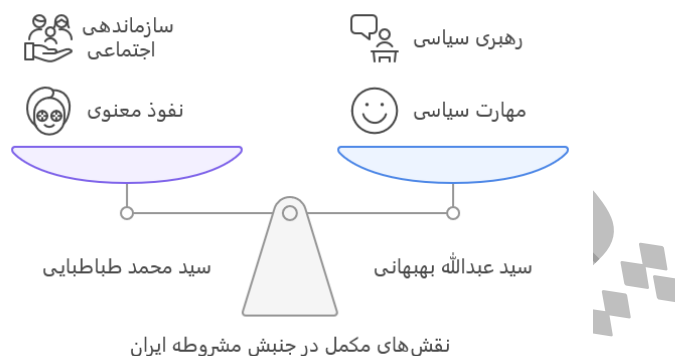 رهبری سیاسی
مهارت سیاسی
سازماندهی
اجتماعی
نفوذ معنوی
سید عبدالله بهبهانی
سید محمد طباطبایی
نقش‌های مکمل در جنبش مشروطه ایران